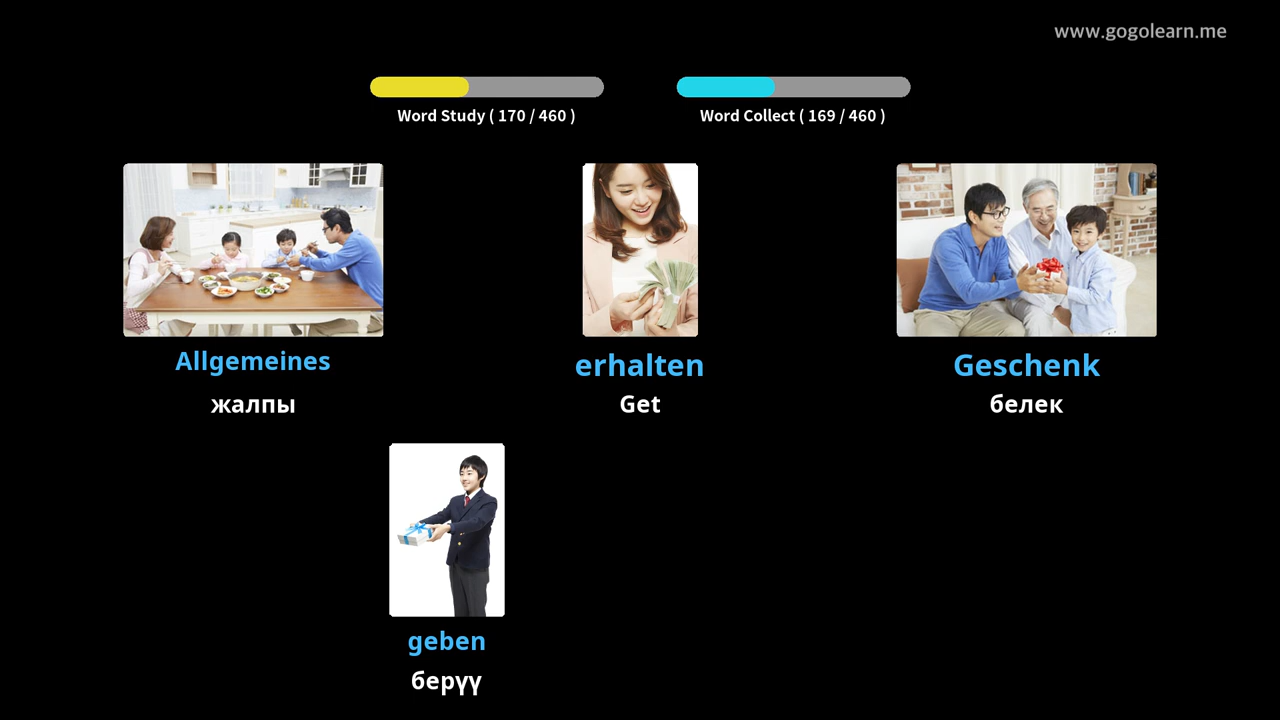 www.gogolearn.me
Word Study ( 170 / 460 )
Word Collect ( 169 / 460 )
Allgemeines
жалпы
erhalten
Get
Geschenk
белек
geben
берүү